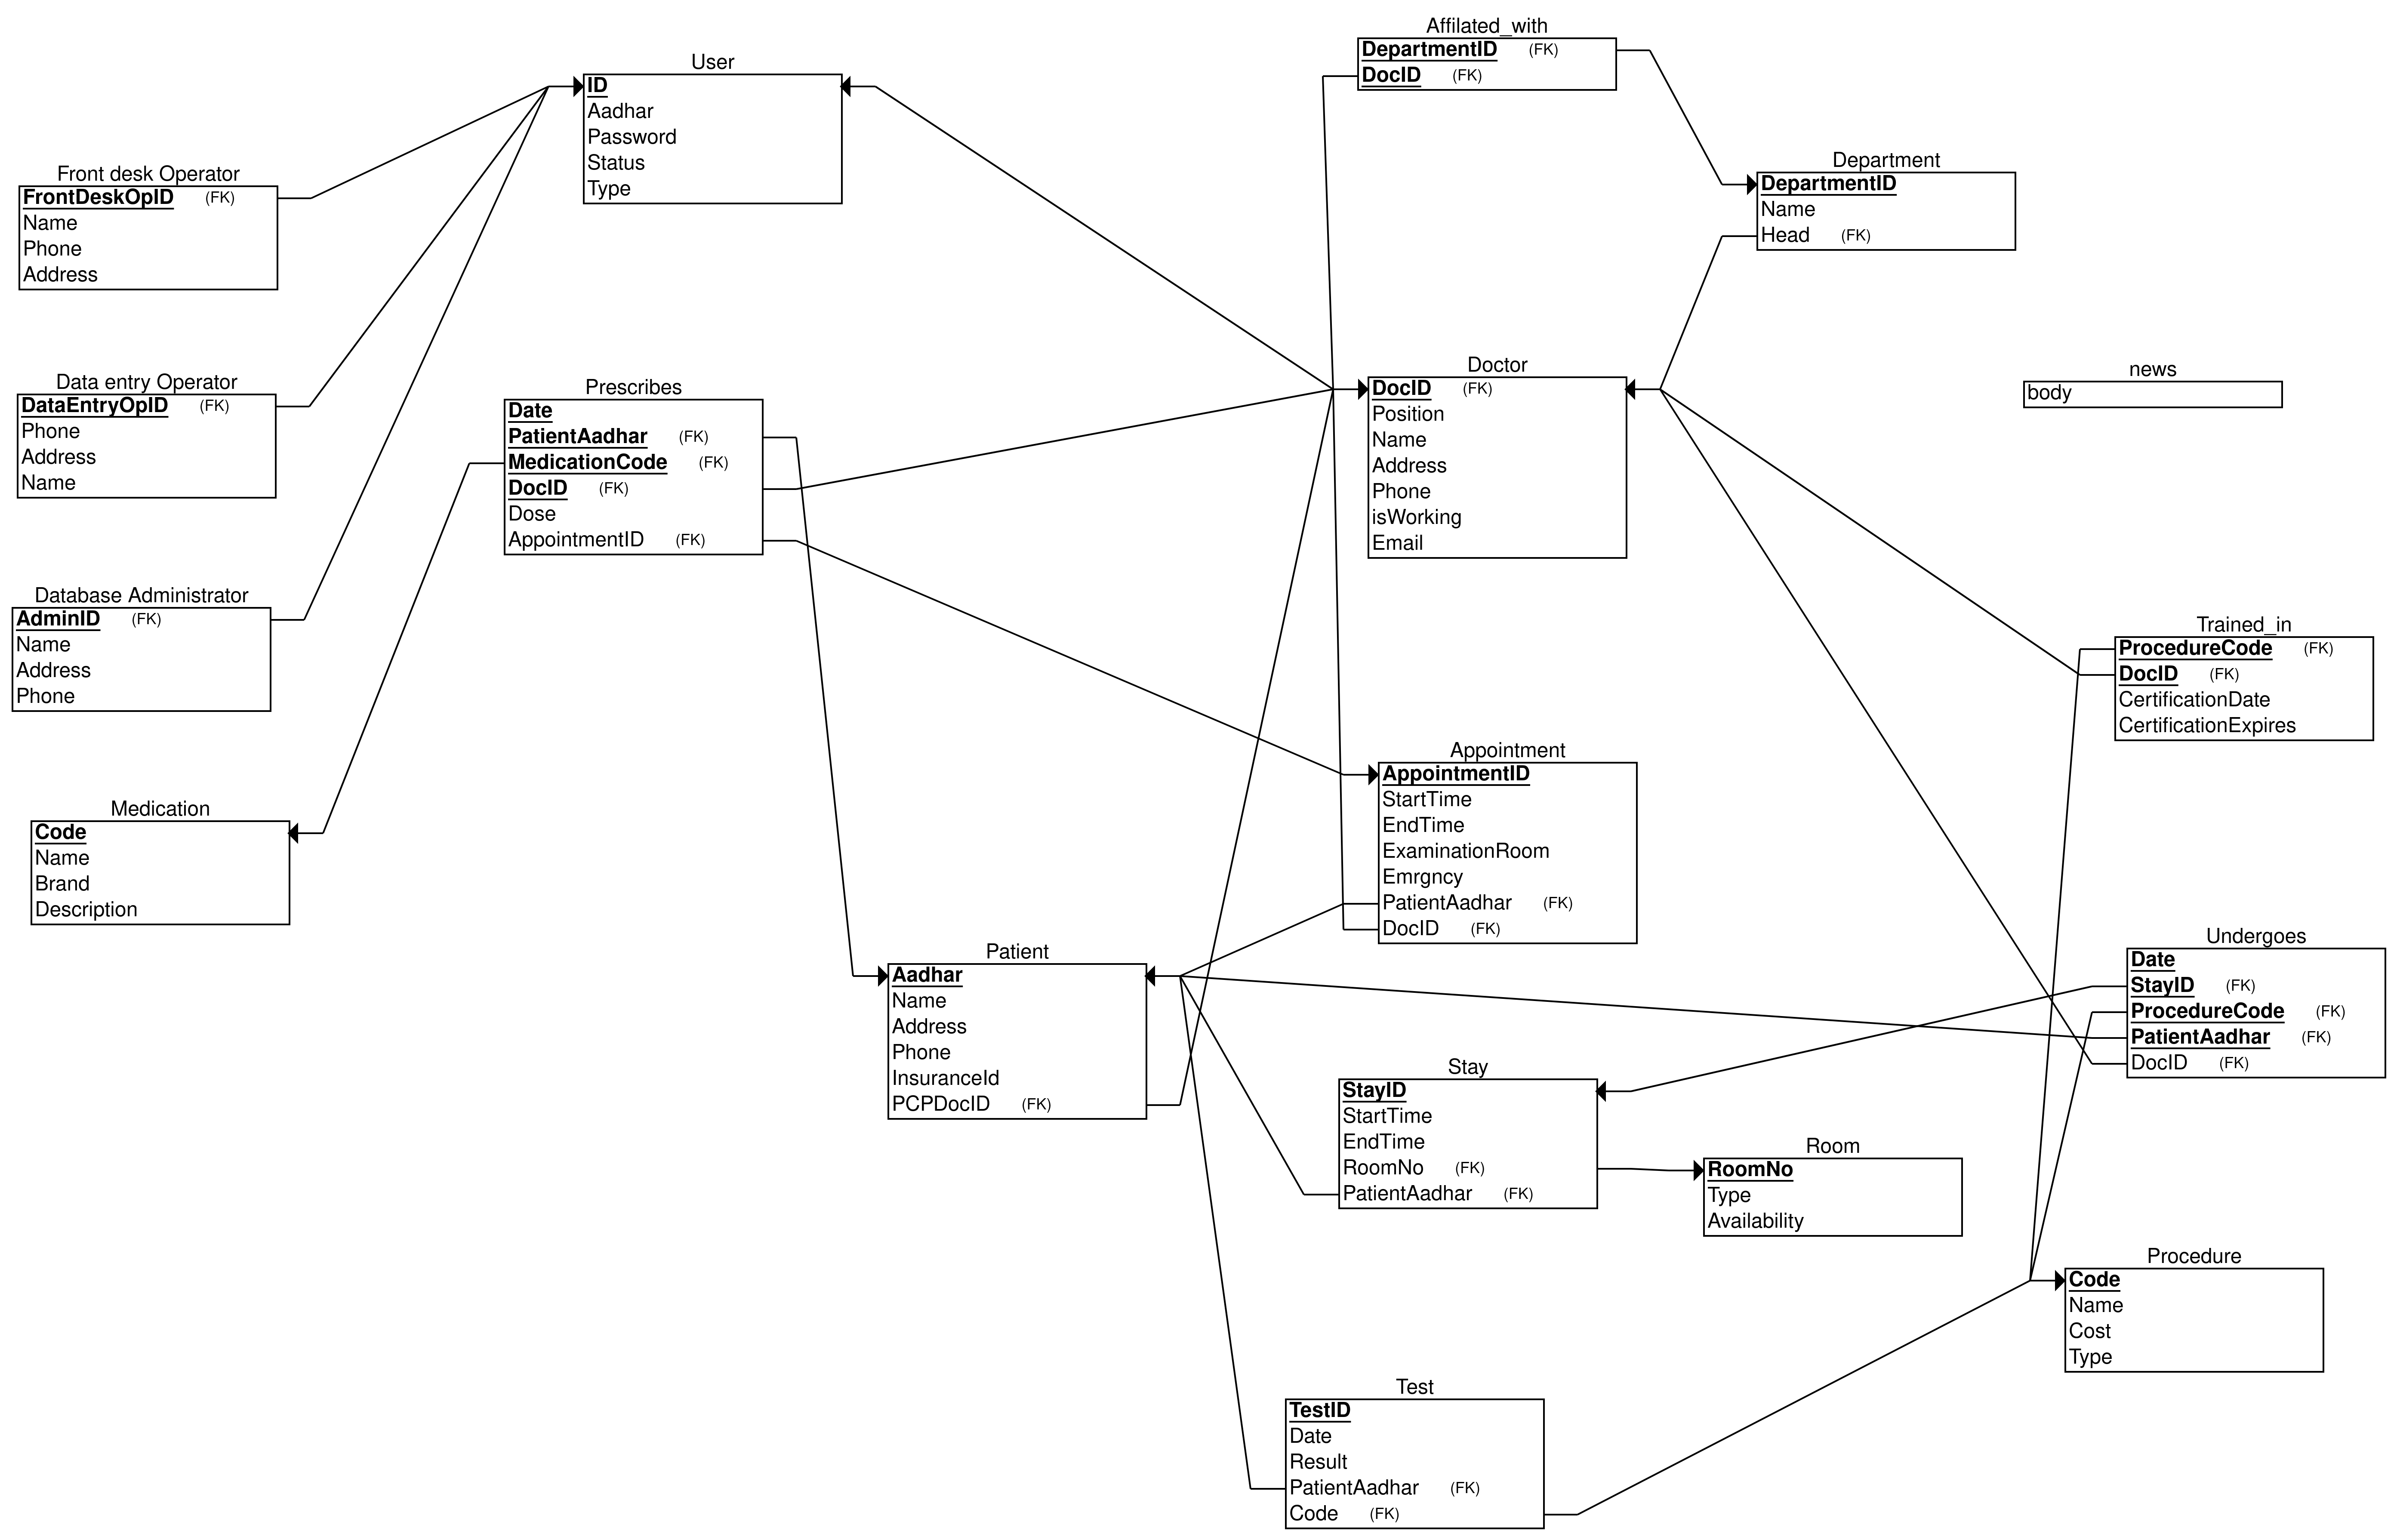 User
ID
Aadhar
Password
Status
Type
Affilated_with
DepartmentID (FK)
DocID (FK)
Department
DepartmentID
Name
Head (FK)
Front desk Operator
FrontDeskOpID (FK)
Name
Phone
Address
Data entry Operator
DataEntryOpID (FK)
Phone
Address
Name
Prescribes
Date
PatientAadhar (FK)
MedicationCode (FK)
DocID (FK)
Dose
AppointmentID (FK)
Doctor
DocID (FK)
Position
Name
Address
Phone
isWorking
Email
news
body
Database Administrator
AdminID (FK)
Name
Address
Phone
Trained_in
ProcedureCode (FK)
DocID (FK)
CertificationDate
CertificationExpires
Medication
Code
Name
Brand
Description
Appointment
AppointmentID
StartTime
EndTime
ExaminationRoom
Emrgncy
PatientAadhar (FK)
DocID (FK)
Patient
Aadhar
Name
Address
Phone
InsuranceId
PCPDocID (FK)
Undergoes
Date
StayID (FK)
ProcedureCode (FK)
PatientAadhar (FK)
DocID (FK)
Stay
StayID
StartTime
EndTime
RoomNo (FK)
PatientAadhar (FK)
Room
RoomNo
Type
Availability
Procedure
Code
Name
Cost
Type
Test
TestID
Date
Result
PatientAadhar (FK)
Code (FK)